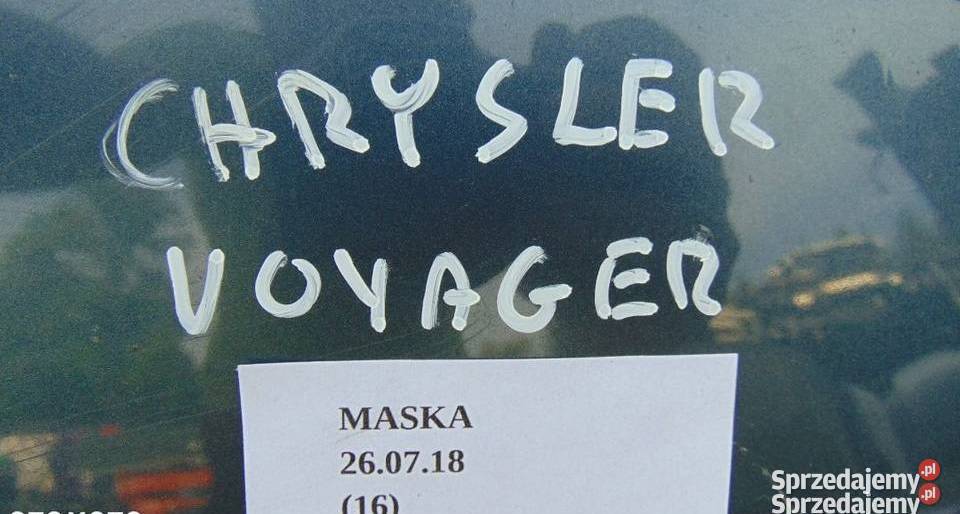 CHRYSLER
VOYAGER
MASKA
26.07.18
(16)
Sprzedajemy.pl
Sprzedajemy.pl